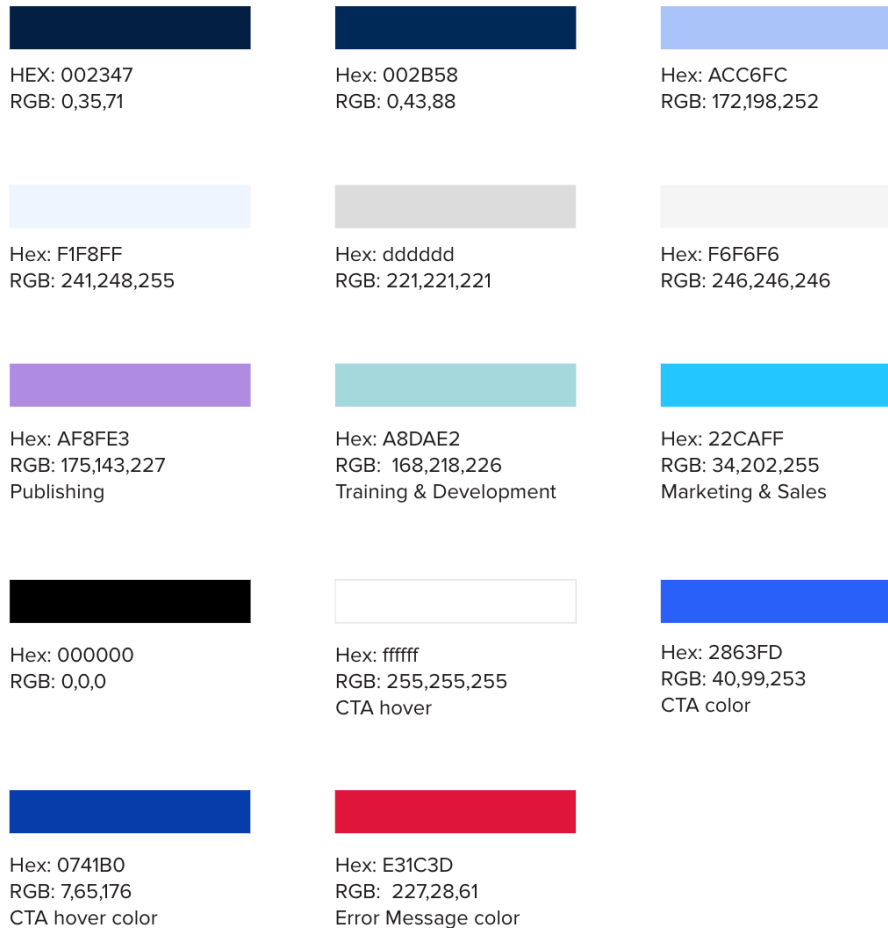 HEX: 002347
RGB: 0,35,71
Hex: 002B58
RGB: 0,43,88
Hex: ACC6FC
RGB: 172,198,252
Hex: F1F8FF
RGB: 241,248,255
Hex: dddddd
RGB: 221,221,221
Hex: F6F6F6
RGB: 246,246,246
Hex: AF8FE3
RGB: 175,143,227
Publishing
Hex: A8DAE2
RGB:  168,218,226
Training & Development
Hex: 22CAFF
RGB: 34,202,255
Marketing & Sales
Hex: 000000
RGB: 0,0,0
Hex: ffffff
RGB: 255,255,255
CTA hover
Hex: 2863FD
RGB: 40,99,253
CTA color
Hex: 0741B0
RGB: 7,65,176
CTA hover color
Hex: E31C3D
RGB:  227,28,61
Error Message color